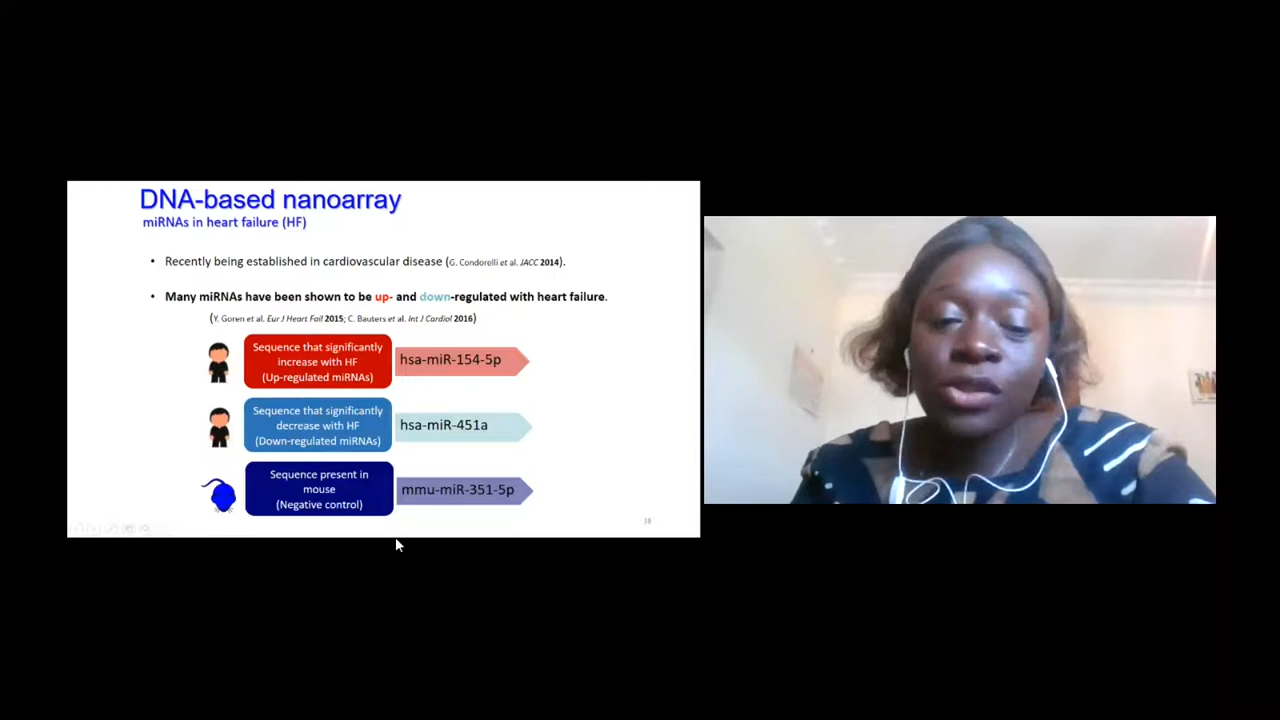 DNA-based nanoarray
miRNAs in heart failure (HF)
• Recently being established in cardiovascular disease (G. Condorelli et al. JACC 2014).
• Many miRNAs have been shown to be up- and down-regulated with heart failure.
(Y. Goren et al. Eur J Heart Fail 2015; C. Bauters et al. Int J Cardiol 2016)
Sequence that significantly
increase with HF
(Up-regulated miRNAs)
hsa-miR-154-5p
Sequence that significantly
decrease with HF
(Down-regulated miRNAs)
hsa-miR-451a
Sequence present in
mouse
(Negative control)
mmu-miR-351-5p
38